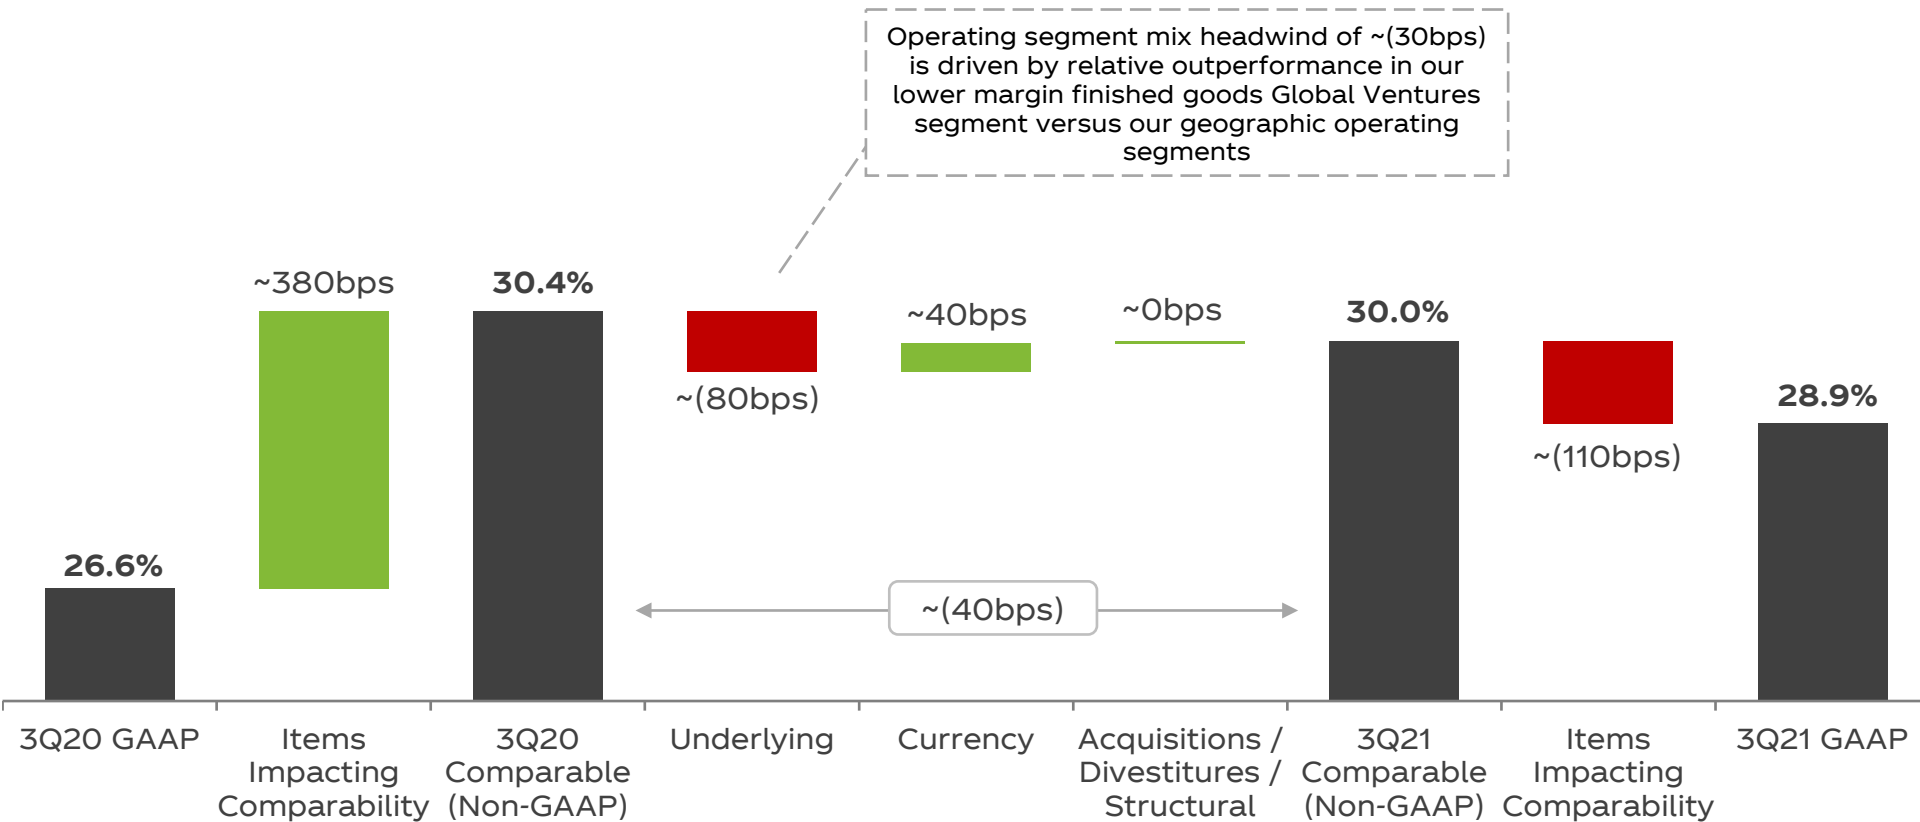 Operating segment mix headwind of ~(30bps)
is driven by relative outperformance in our
lower margin finished goods Global Ventures
segment versus our geographic operating
segments
~380bps
30.4%
~40bps
~0bps
30.0%
~(80bps)
28.9%
~(110bps)
26.6%
~(40bps)
3Q20 GAAP
Items
Impacting
Comparability
3Q20
Comparable
(Non-GAAP)
Underlying
Currency
Acquisitions /
Divestitures /
Structural
3Q21
Comparable
(Non-GAAP)
Items
Impacting
Comparability
3Q21 GAAP